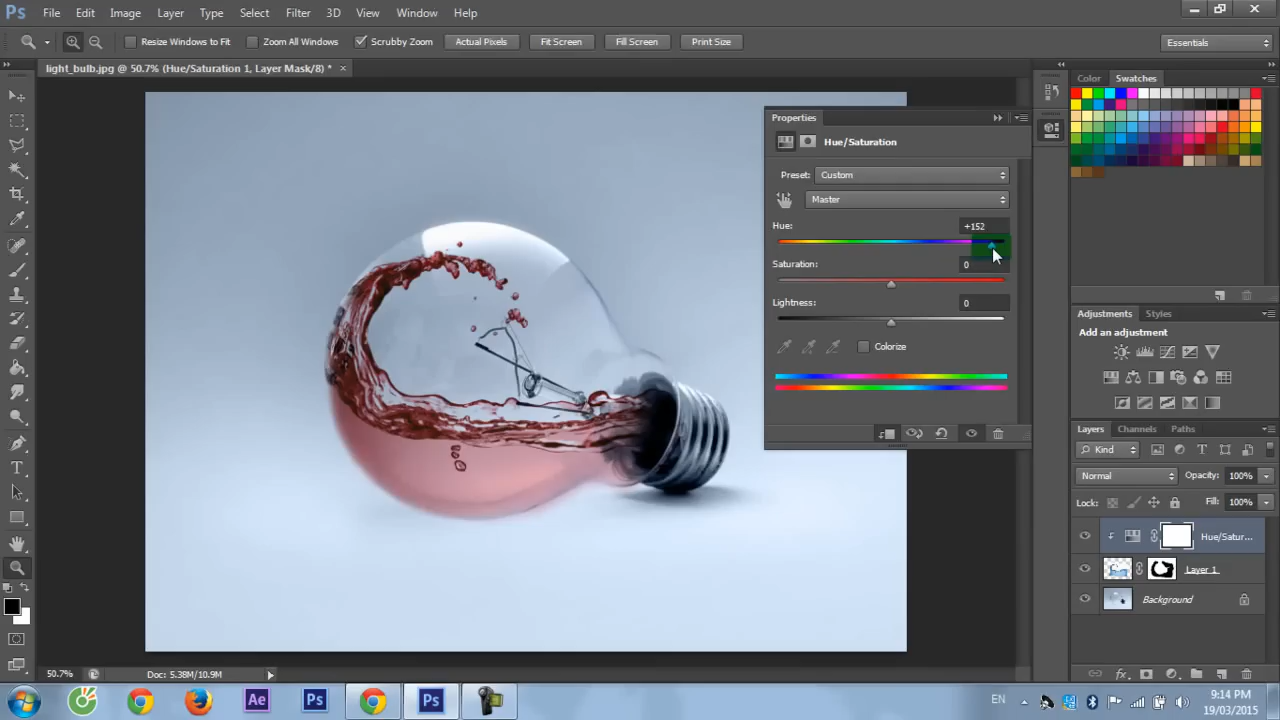 Ps File Edit Image Layer Type Select Filter 3D View Window Help
Resize Windows to Fit Zoom All Windows Scrubby Zoom Actual Pixels Fit Screen Fill Screen Print Size Essentials
light_bulb.jpg @ 50.7% (Hue/Saturation 1, Layer Mask/8) * ×
Color Swatches
Properties
Hue/Saturation
Preset: Custom
Master
Hue: +152
Saturation: 0
Lightness: 0
Colorize
Adjustments Styles
Add an adjustment
Layers Channels Paths
Kind
Normal Opacity: 100%
Lock: Fill: 100%
Hue/Satur...
Layer 1
Background
50.7% Doc: 5.38M/10.9M
Ae Ps Ps
EN 9:14 PM
19/03/2015